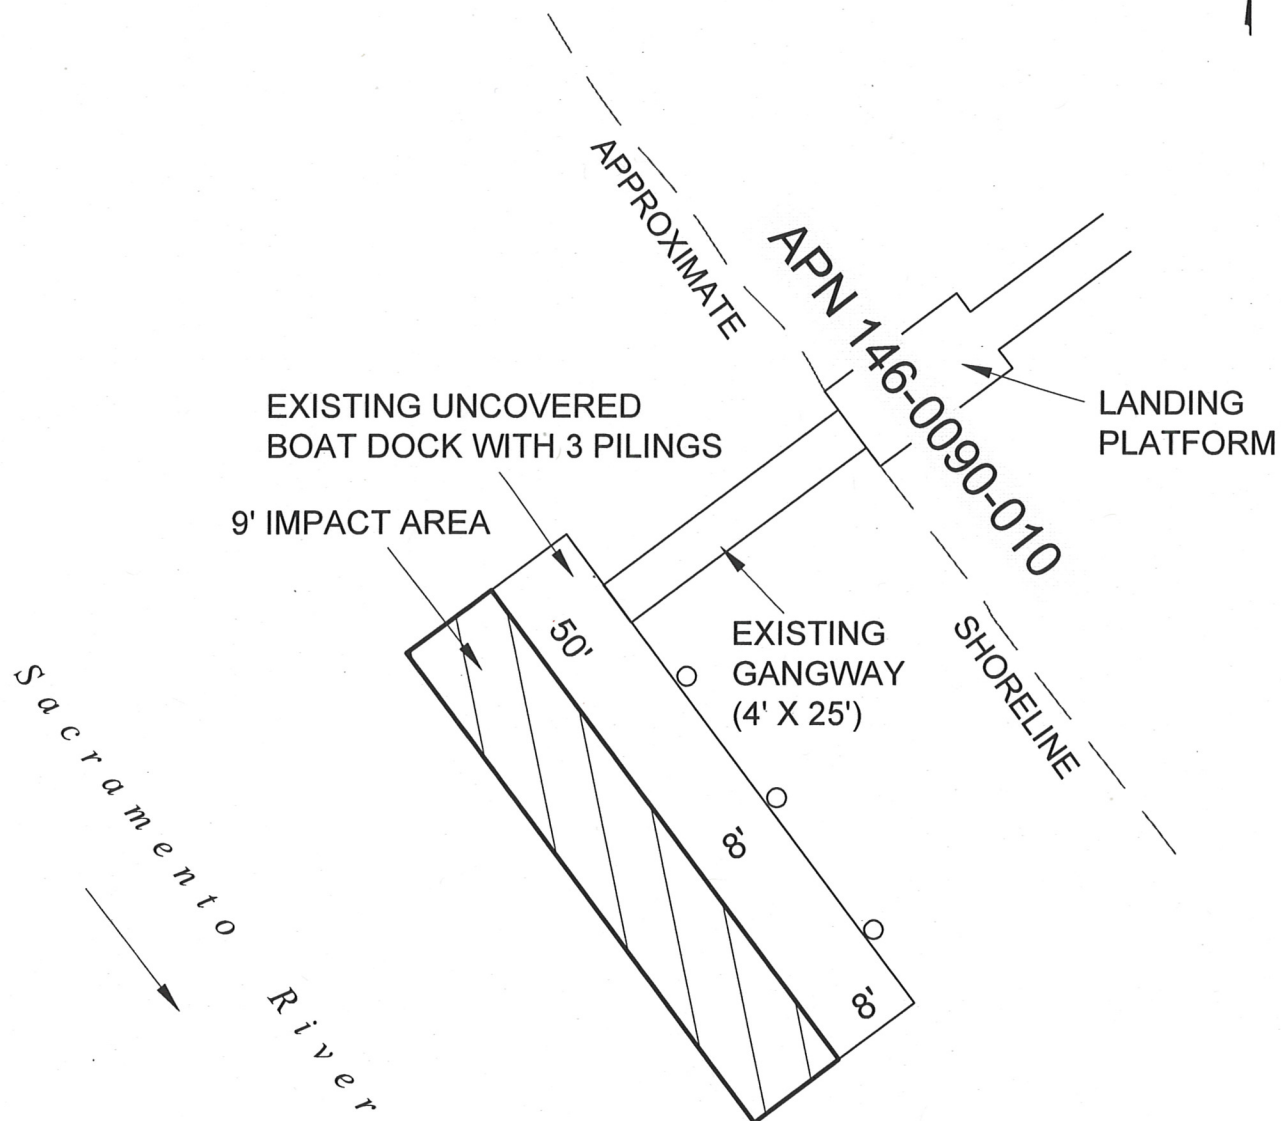 APPROXIMATE
APN 146-0090-010
EXISTING UNCOVERED
BOAT DOCK WITH 3 PILINGS
LANDING
PLATFORM
9' IMPACT AREA
50'
EXISTING
GANGWAY
(4' X 25')
SHORELINE
8'
8'
Sacramento River